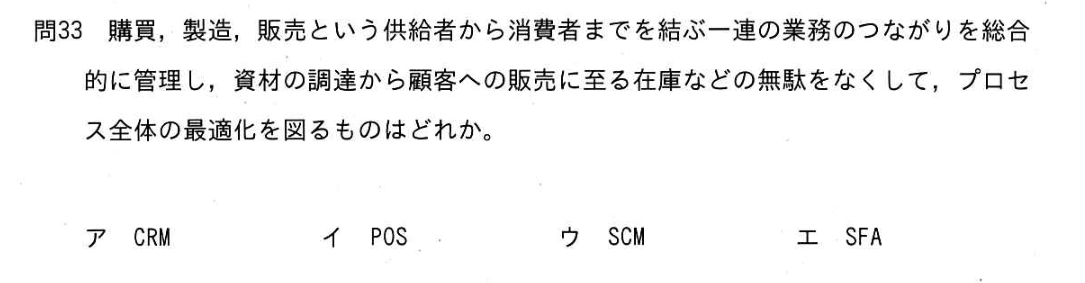 問33 購買，製造，販売という供給者から消費者までを結ぶ一連の業務のつながりを総合
的に管理し，資材の調達から顧客への販売に至る在庫などの無駄をなくして，プロセ
ス全体の最適化を図るものはどれか。
ア CRM イ POS ウ SCM エ SFA